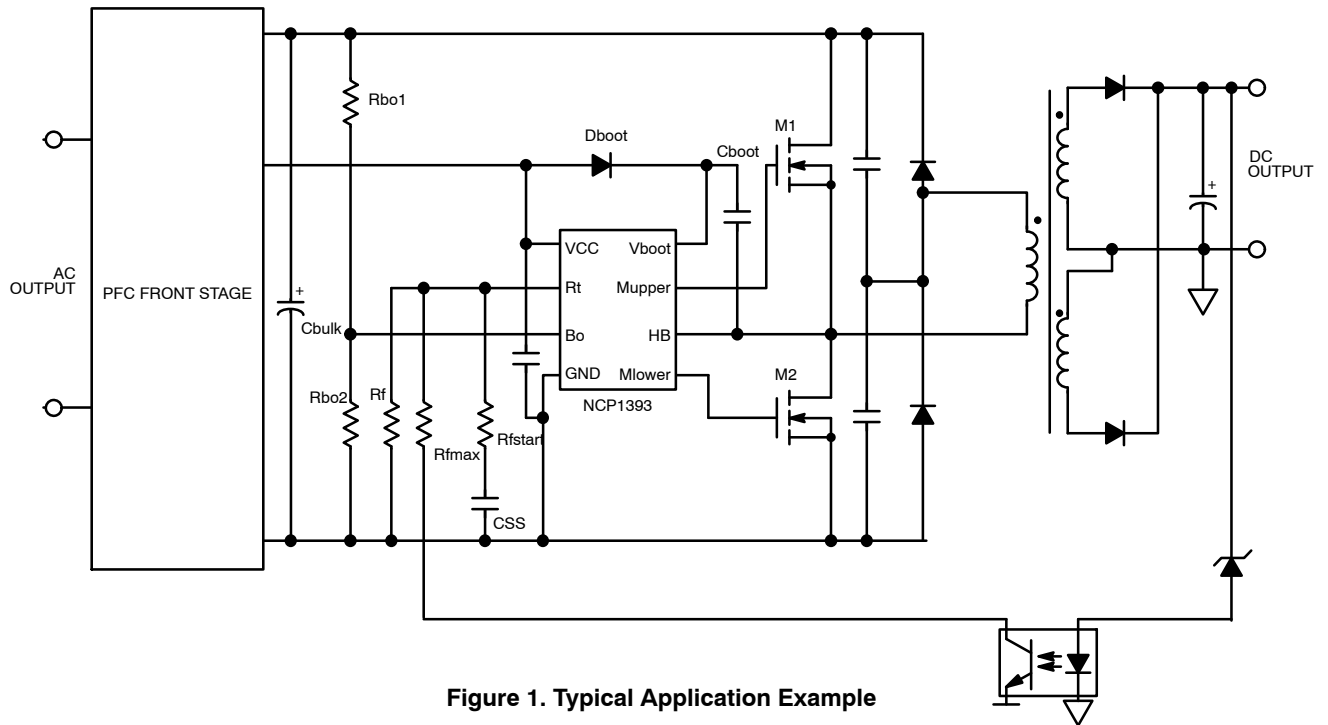 Rbo1
Dboot
Cboot
M1
+
DC
OUTPUT
VCC
Vboot
AC
OUTPUT
PFC FRONT STAGE
Rt
Mupper
+
Cbulk
Bo
HB
GND
Mlower
M2
Rbo2
Rf
NCP1393
Rfmax
Rfstart
CSS
Figure 1. Typical Application Example